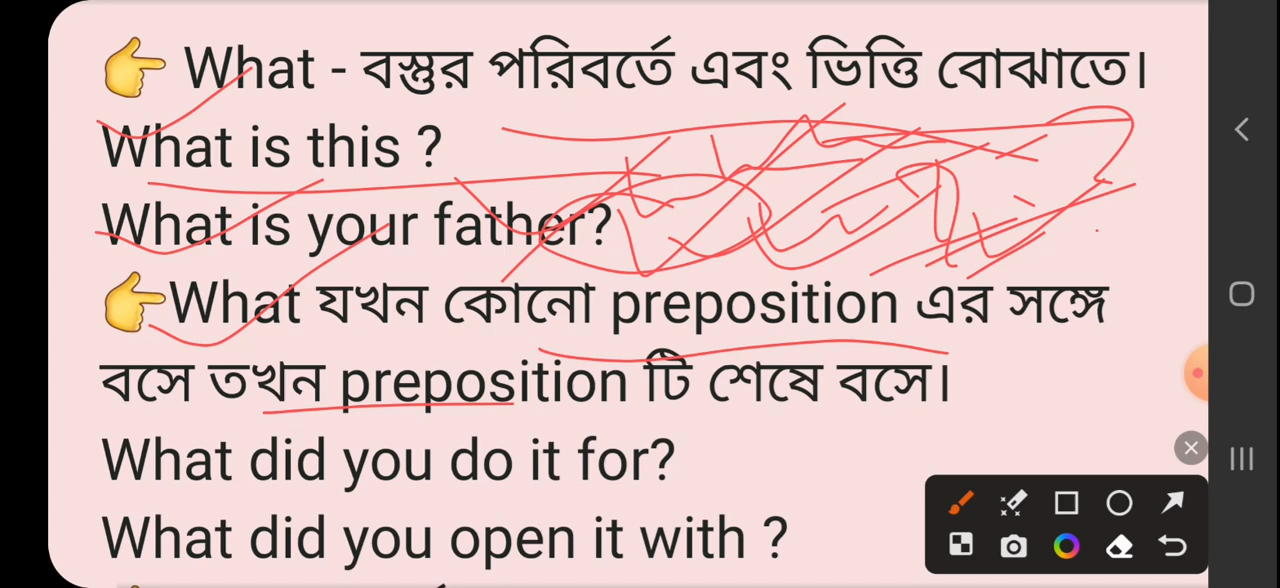 👉 What - বস্তুর পরিবর্তে এবং ভিত্তি বোঝাতে।
What is this ?
What is your father?
👉What যখন কোনো preposition এর সঙ্গে
বসে তখন preposition টি শেষে বসে।
What did you do it for?
What did you open it with ?